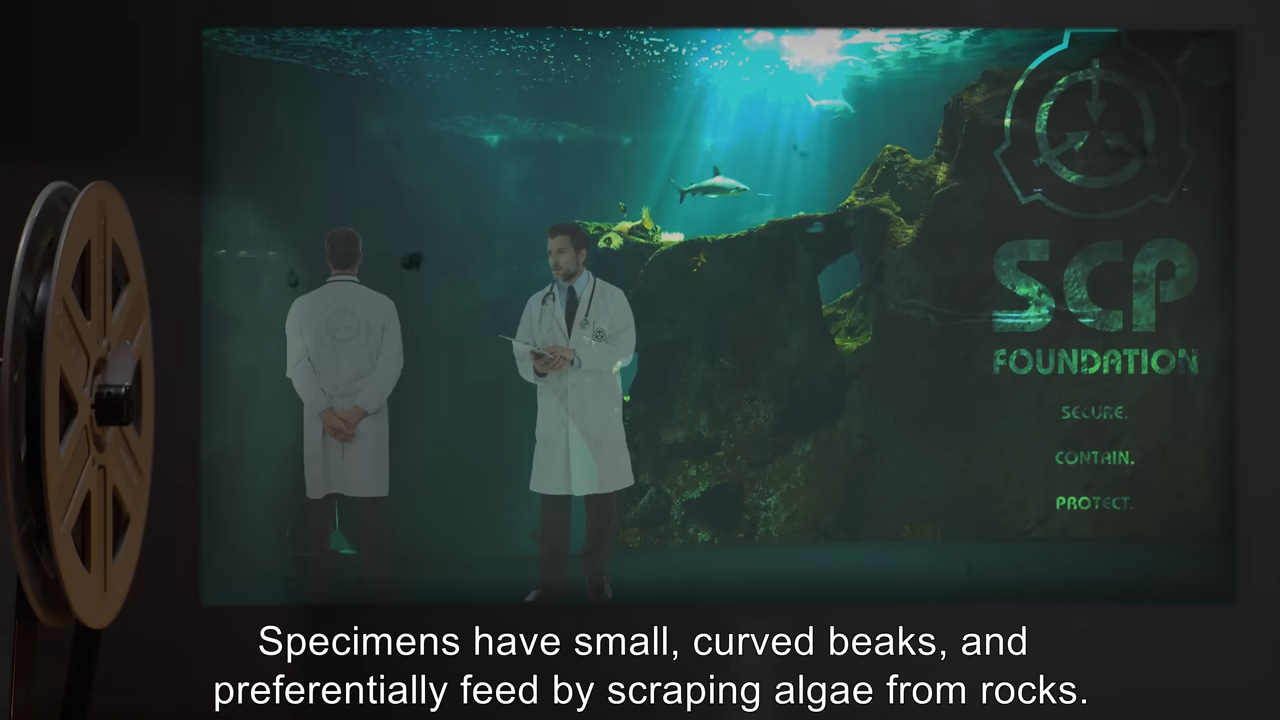 SCP
FOUNDATION
SECURE.
CONTAIN.
PROTECT.
Specimens have small, curved beaks, and
preferentially feed by scraping algae from rocks.